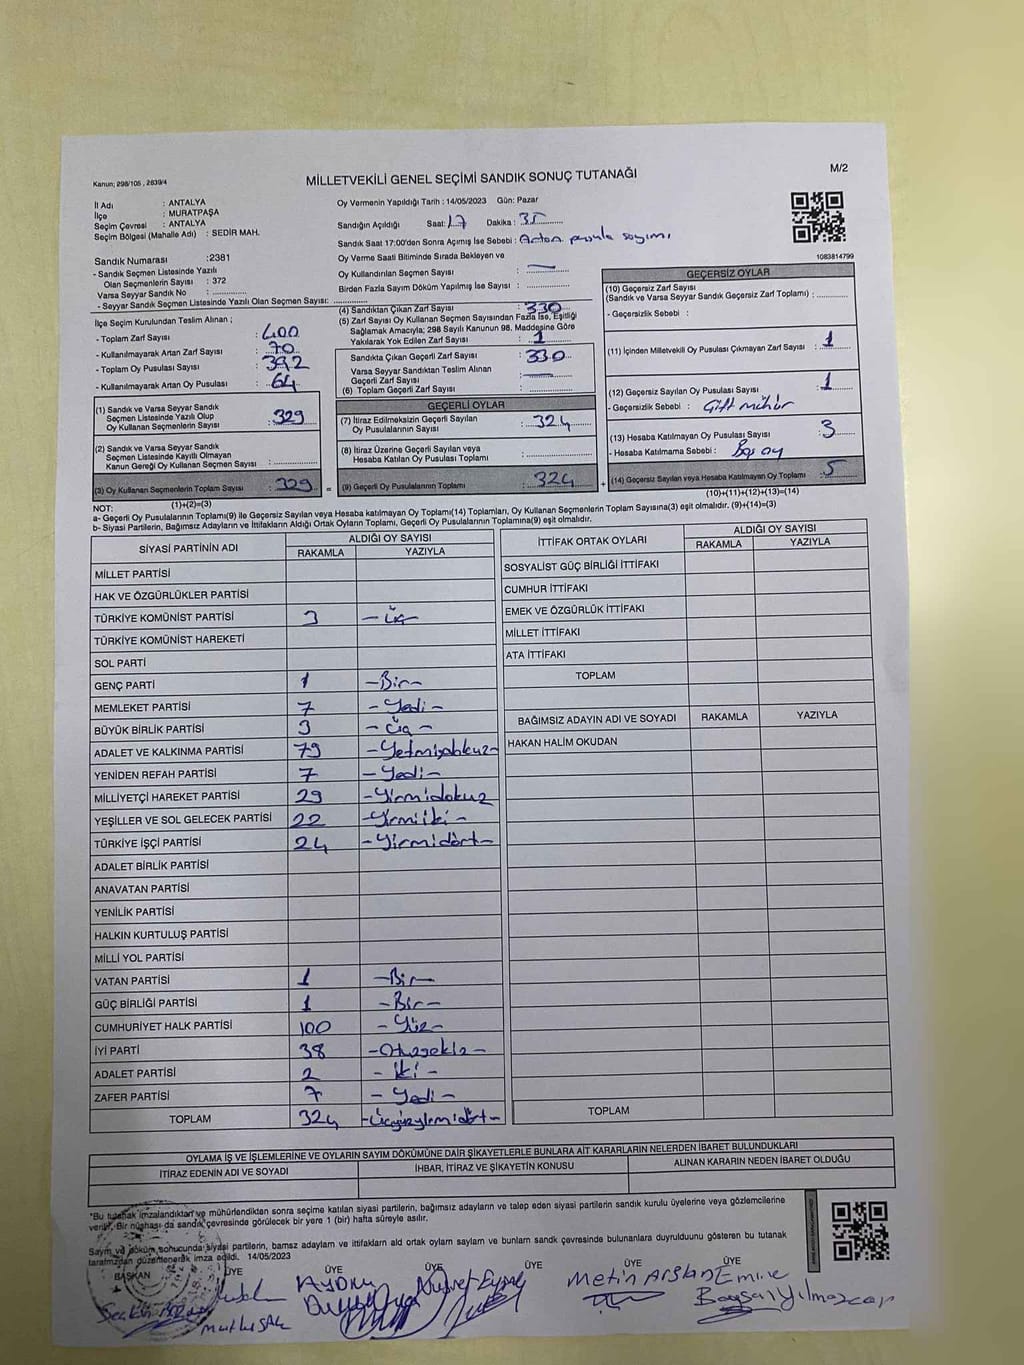 Kanun; 298/105 , 2839/4
MİLLETVEKİLİ GENEL SEÇİMİ SANDIK SONUÇ TUTANAĞI
M/2
İl Adı : ANTALYA
İlçe : MURATPAŞA
Seçim Çevresi : ANTALYA
Seçim Bölgesi (Mahalle Adı) : SEDİR MAH.
Sandık Numarası :2381
- Sandık Seçmen Listesinde Yazılı
Olan Seçmenlerin Sayısı : 372
Varsa Seyyar Sandık No :
- Seyyar Sandık Seçmen Listesinde Yazılı Olan Seçmen Sayısı:
Oy Vermenin Yapıldığı Tarih : 14/05/2023 Gün: Pazar
Sandığın Açıldığı Saat: 17 Dakika : 35
Sandık Saat 17:00'den Sonra Açımış İse Sebebi : Artan pusula sayımı
Oy Verme Saati Bitiminde Sırada Bekleyen ve
Oy Kullandırılan Seçmen Sayısı : —
Birden Fazla Sayım Döküm Yapılmış İse Sayısı :
1083814799
İlçe Seçim Kurulundan Teslim Alınan ;
- Toplam Zarf Sayısı : 400
- Kullanılmayarak Artan Zarf Sayısı : 70
- Toplam Oy Pusulası Sayısı : 392
- Kullanılmayarak Artan Oy Pusulası : 64
(1) Sandık ve Varsa Seyyar Sandık
Seçmen Listesinde Yazılı Olup
Oy Kullanan Seçmenlerin Sayısı : 329
(2) Sandık ve Varsa Seyyar Sandık
Seçmen Listesinde Kayıtlı Olmayan
Kanun Gereği Oy Kullanan Seçmen Sayısı :
(3) Oy Kullanan Seçmenlerin Toplam Sayısı : 329
(1)+(2)=(3)
(4) Sandıktan Çıkan Zarf Sayısı : 330
(5) Zarf Sayısı Oy Kullanan Seçmen Sayısından Fazla İse, Eşitliği
Sağlamak Amacıyla; 298 Sayılı Kanunun 98. Maddesine Göre
Yakılarak Yok Edilen Zarf Sayısı : 1
Sandıkta Çıkan Geçerli Zarf Sayısı : 330
Varsa Seyyar Sandıktan Teslim Alınan
Geçerli Zarf Sayısı : —
(6) Toplam Geçerli Zarf Sayısı :
GEÇERLİ OYLAR
(7) İtiraz Edilmeksizin Geçerli Sayılan
Oy Pusulalarının Sayısı : 324
(8) İtiraz Üzerine Geçerli Sayılan veya
Hesaba Katılan Oy Pusulası Toplamı :
= (9) Geçerli Oy Pusulalarının Toplamı : 324 +
GEÇERSİZ OYLAR
(10) Geçersiz Zarf Sayısı
(Sandık ve Varsa Seyyar Sandık Geçersiz Zarf Toplamı) :
- Geçersizlik Sebebi :
(11) İçinden Milletvekili Oy Pusulası Çıkmayan Zarf Sayısı : 1
(12) Geçersiz Sayılan Oy Pusulası Sayısı : 1
- Geçersizlik Sebebi : Çift mühür
(13) Hesaba Katılmayan Oy Pusulası Sayısı : 3
- Hesaba Katılmama Sebebi : Boş oy
(14) Geçersiz Sayılan veya Hesaba Katılmayan Oy Toplamı : 5
(10)+(11)+(12)+(13)=(14)
NOT:
a- Geçerli Oy Pusulaları(9) ile Geçersiz Sayılan veya Hesaba Katılmayan Oy Toplamı(14) Toplamları, Oy Kullanan Seçmenlerin Toplam Sayısına(3) eşit olmalıdır. (9)+(14)=(3)
b- Siyasi Partilerin, Bağımsız Adayların ve İttifakların Aldığı Ortak Oyların Toplamı, Geçerli Oy Pusulalarının Toplamına(9) eşit olmalıdır.
SİYASİ PARTİNİN ADI
ALDIĞI OY SAYISI
RAKAMLA YAZIYLA
MİLLET PARTİSİ
HAK VE ÖZGÜRLÜKLER PARTİSİ
TÜRKİYE KOMÜNİST PARTİSİ 3 – üç
TÜRKİYE KOMÜNİST HAREKETİ
SOL PARTİ
GENÇ PARTİ 1 –Bir–
MEMLEKET PARTİSİ 7 –Yedi–
BÜYÜK BİRLİK PARTİSİ 3 – Üç –
ADALET VE KALKINMA PARTİSİ 79 –Yetmişdokuz–
YENİDEN REFAH PARTİSİ 7 –Yedi–
MİLLİYETÇİ HAREKET PARTİSİ 29 –Yirmidokuz
YEŞİLLER VE SOL GELECEK PARTİSİ 22 –Yirmiiki–
TÜRKİYE İŞÇİ PARTİSİ 24 –Yirmidört–
ADALET BİRLİK PARTİSİ
ANAVATAN PARTİSİ
YENİLİK PARTİSİ
HALKIN KURTULUŞ PARTİSİ
MİLLİ YOL PARTİSİ
VATAN PARTİSİ 1 –Bir–
GÜÇ BİRLİĞİ PARTİSİ 1 –Bir–
CUMHURİYET HALK PARTİSİ 100 –Yüz–
İYİ PARTİ 38 –Otuzsekiz–
ADALET PARTİSİ 2 – İki –
ZAFER PARTİSİ 7 – Yedi –
TOPLAM 324 –Üçyüzyirmidört–
İTTİFAK ORTAK OYLARI
ALDIĞI OY SAYISI
RAKAMLA YAZIYLA
SOSYALİST GÜÇ BİRLİĞİ İTTİFAKI
CUMHUR İTTİFAKI
EMEK VE ÖZGÜRLÜK İTTİFAKI
MİLLET İTTİFAKI
ATA İTTİFAKI
TOPLAM
BAĞIMSIZ ADAYIN ADI VE SOYADI RAKAMLA YAZIYLA
HAKAN HALİM OKUDAN
TOPLAM
OYLAMA İŞ VE İŞLEMLERİNE VE OYLARIN SAYIM DÖKÜMÜNE DAİR ŞİKAYETLERLE BUNLARA AİT KARARLARIN NELERDEN İBARET BULUNDUKLARI
İTİRAZ EDENİN ADI VE SOYADI İHBAR, İTİRAZ VE ŞİKAYETİN KONUSU ALINAN KARARIN NEDEN İBARET OLDUĞU
"Bu tutanak imzalandıktan ve mühürlendikten sonra seçime katılan siyasi partilerin, bağımsız adayların ve talep eden siyasi partilerin sandık kurulu üyelerine veya gözlemcilerine
verilir. Bir nüshası da sandık çevresinde görülecek bir yere 1 (bir) hafta süreyle asılır.
Sayım ve döküm sonucunda siyasi partilerin, bamsz adaylarn ve ittifaklarn ald ortak oylarn saylarn ve bunlarn sandk çevresinde bulunanlara duyrulduunu gösteren bu tutanak
tarafmzdan düzenlenerek imza edildi. 14/05/2023
BAŞKAN ÜYE ÜYE ÜYE ÜYE ÜYE
Metin Arslan Emine
Mutlu